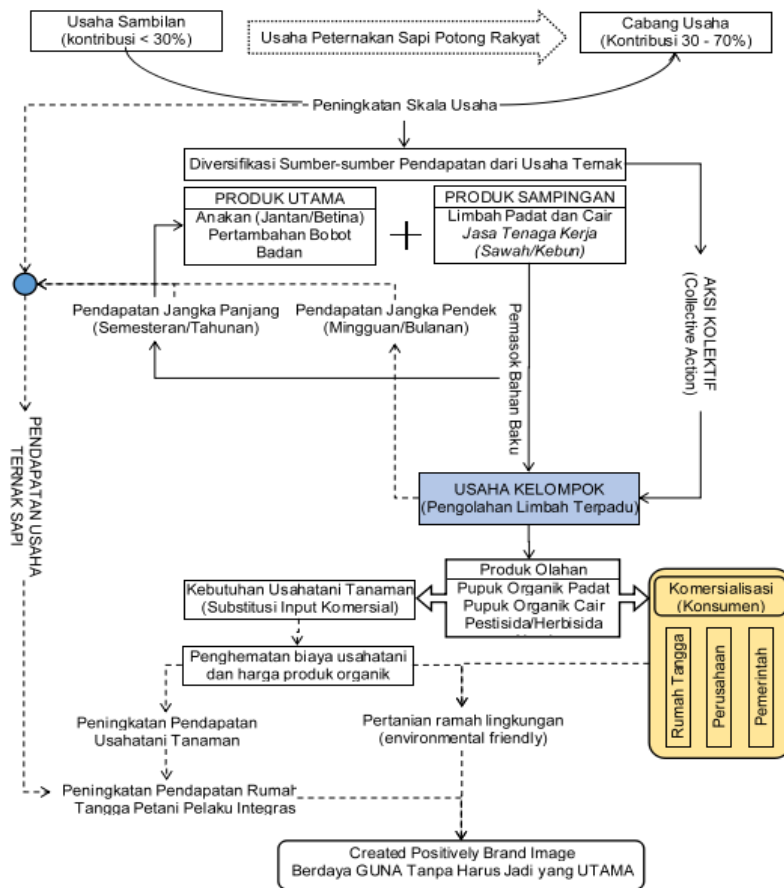 Usaha Sambilan
(kontribusi < 30%)
Usaha Peternakan Sapi Potong Rakyat
Cabang Usaha
(Kontribusi 30 - 70%)
Peningkatan Skala Usaha
Diversifikasi Sumber-sumber Pendapatan dari Usaha Ternak
PRODUK UTAMA
Anakan (Jantan/Betina)
Pertambahan Bobot
Badan
+
PRODUK SAMPINGAN
Limbah Padat dan Cair
Jasa Tenaga Kerja
(Sawah/Kebun)
Pendapatan Jangka Panjang
(Semesteran/Tahunan)
Pendapatan Jangka Pendek
(Mingguan/Bulanan)
Pemasok Bahan
Baku
AKSI KOLEKTIF
(Collective Action)
PENDAPATAN USAHA
TERNAK SAPI
USAHA KELOMPOK
(Pengolahan Limbah Terpadu)
Produk Olahan
Pupuk Organik Padat
Pupuk Organik Cair
Pestisida/Herbisida
Kebutuhan Usahatani Tanaman
(Substitusi Input Komersial)
Komersialisasi
(Konsumen)
Rumah Tangga
Perusahaan
Pemerintah
Penghematan biaya usahatani
dan harga produk organik
Peningkatan Pendapatan
Usahatani Tanaman
Pertanian ramah lingkungan
(environmental friendly)
Peningkatan Pendapatan Rumah
Tangga Petani Pelaku Integras
Created Positively Brand Image
Berdaya GUNA Tanpa Harus Jadi yang UTAMA